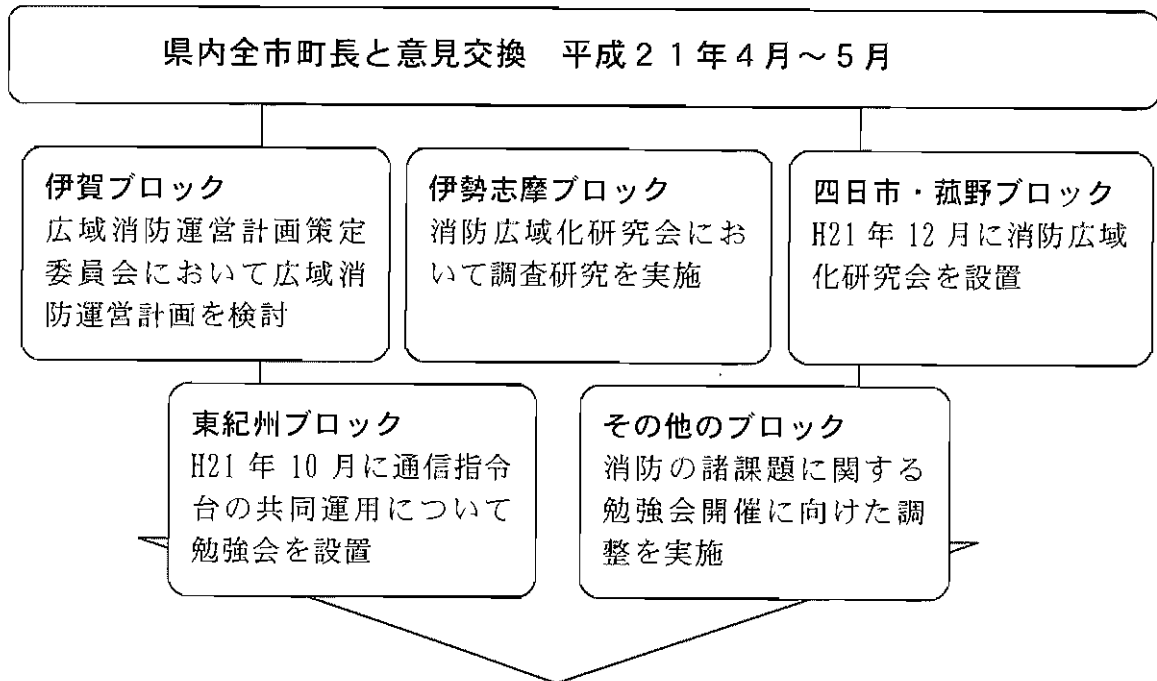 県内全市町長と意見交換　平成２１年４月～５月
伊賀ブロック
広域消防運営計画策定
委員会において広域消
防運営計画を検討
伊勢志摩ブロック
消防広域化研究会にお
いて調査研究を実施
四日市・菰野ブロック
H21 年 12 月に消防広域
化研究会を設置
東紀州ブロック
H21 年 10 月に通信指令
台の共同運用について
勉強会を設置
その他のブロック
消防の諸課題に関する
勉強会開催に向けた調
整を実施